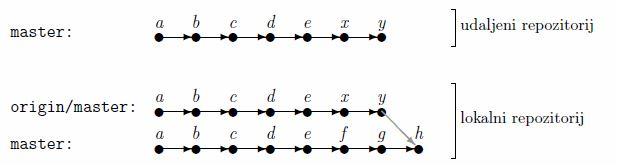 a b c d e x y
master:
udaljeni repozitorij
a b c d e x y
origin/master:
lokalni repozitorij
a b c d e f g h
master: